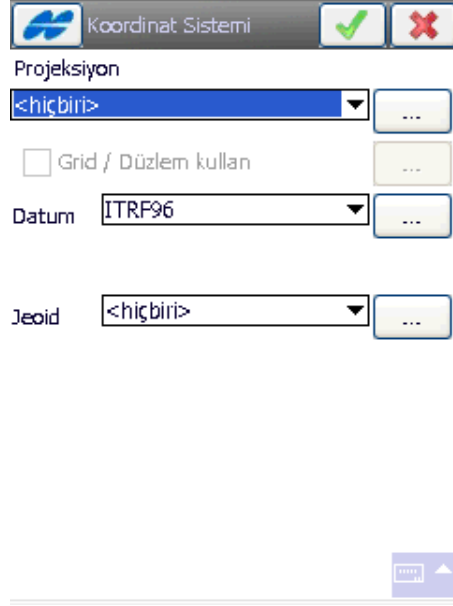 Koordinat Sistemi
Projeksiyon
<hiçbiri>
...
Grid / Düzlem kullan
...
Datum
ITRF96
...
Jeoid
<hiçbiri>
...